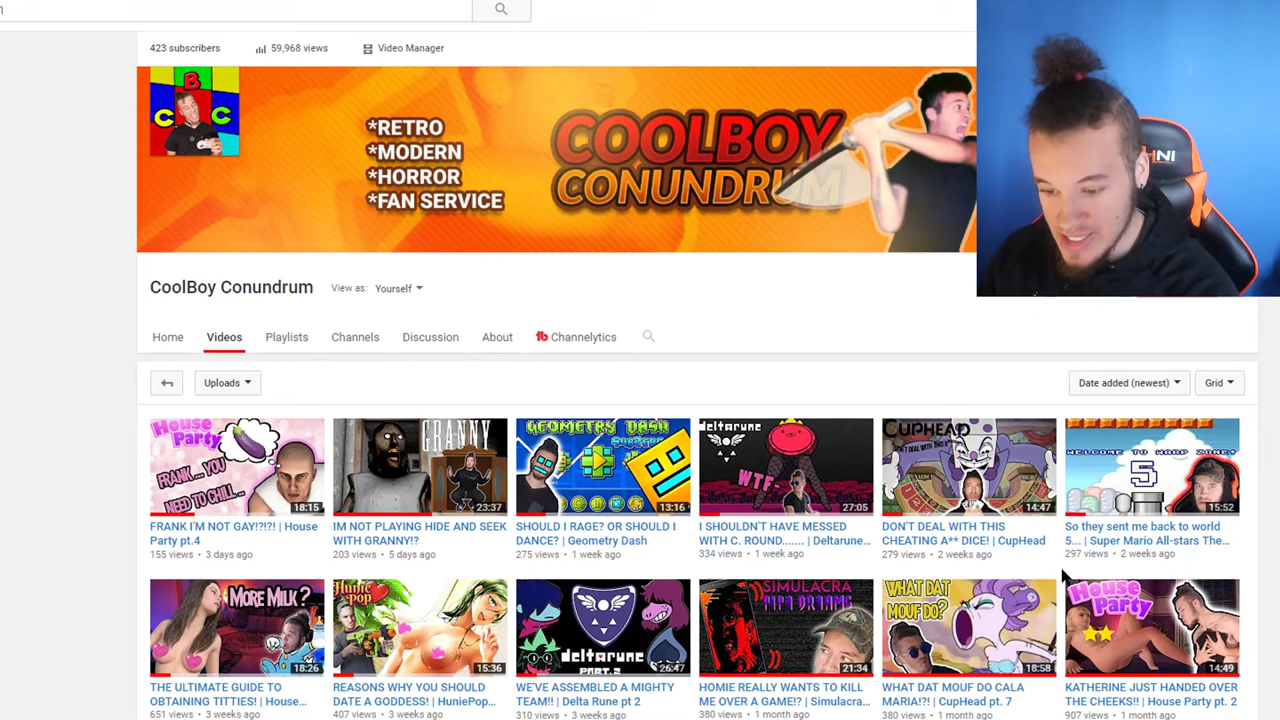 423 subscribers
59,968 views
Video Manager
B
C
C
*RETRO
*MODERN
*HORROR
*FAN SERVICE
COOLBOY
CONUNDRUM
HNI
CoolBoy Conundrum
View as: Yourself
Home
Videos
Playlists
Channels
Discussion
About
tb Channelytics
Uploads
Date added (newest)
Grid
House
Party
FRANK....YOU
NEED TO CHILL...
18:15
GRANNY
23:37
GEOMETRY DASH
13:16
deltarune
WTF-
27:05
CUPHEAD
14:47
WELCOME TO WARP ZONE!
5
15:52
FRANK I'M NOT GAY!?!?! | House
Party pt.4
155 views • 3 days ago
IM NOT PLAYING HIDE AND SEEK
WITH GRANNY!?
203 views • 5 days ago
SHOULD I RAGE? OR SHOULD I
DANCE? | Geometry Dash
275 views • 1 week ago
I SHOULDN'T HAVE MESSED
WITH C. ROUND....... | Deltarune...
334 views • 1 week ago
DON'T DEAL WITH THIS
CHEATING A** DICE! | CupHead
279 views • 2 weeks ago
So they sent me back to world
5... | Super Mario All-stars The...
297 views • 2 weeks ago
MORE MILK?
18:26
Hunie
Pop
15:36
deltarune
PART.2
26:47
SIMULACRA
PIPE DREAMS
21:34
WHAT DAT
MOUF DO?
18:58
House
Party
14:49
THE ULTIMATE GUIDE TO
OBTAINING TITTIES! | House...
651 views • 3 weeks ago
REASONS WHY YOU SHOULD
DATE A GODDESS! | HuniePop...
407 views • 3 weeks ago
WE'VE ASSEMBLED A MIGHTY
TEAM!! | Delta Rune pt 2
310 views • 3 weeks ago
HOMIE REALLY WANTS TO KILL
ME OVER A GAME!? | Simulacra...
380 views • 1 month ago
WHAT DAT MOUF DO CALA
MARIA!?! | CupHead pt. 7
380 views • 1 month ago
KATHERINE JUST HANDED OVER
THE CHEEKS!! | House Party pt. 2
907 views • 1 month ago